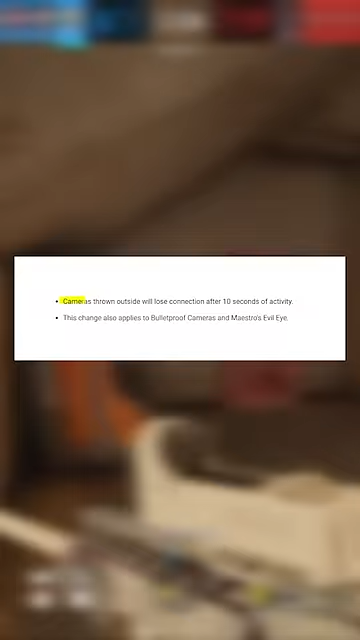 • Cameras thrown outside will lose connection after 10 seconds of activity.
• This change also applies to Bulletproof Cameras and Maestro's Evil Eye.